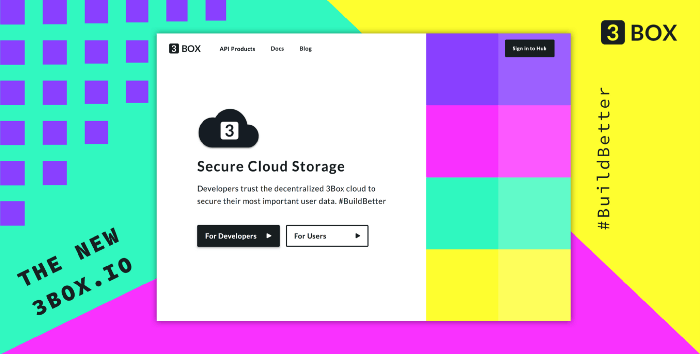 3 BOX
API Products
Docs
Blog
Sign in to Hub
3
Secure Cloud Storage
Developers trust the decentralized 3Box cloud to
secure their most important user data. #BuildBetter
For Developers
For Users
3 BOX
#BuildBetter
THE NEW
3BOX.IO